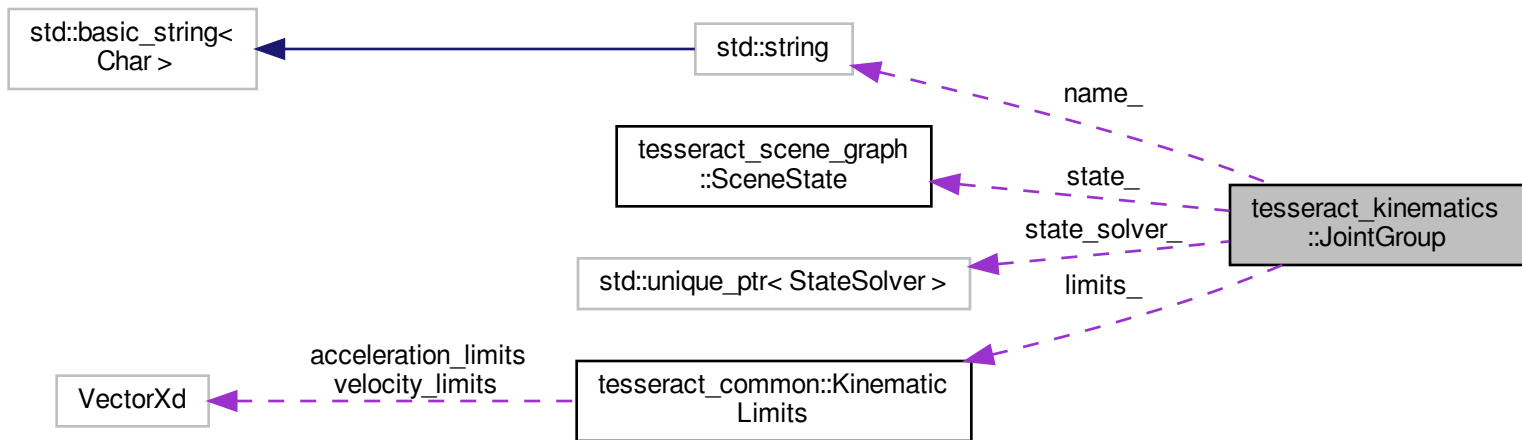 std::basic_string<
Char >
std::string
name_
tesseract_scene_graph
::SceneState
state_
tesseract_kinematics
::JointGroup
state_solver_
std::unique_ptr< StateSolver >
limits_
acceleration_limits
velocity_limits
VectorXd
tesseract_common::Kinematic
Limits